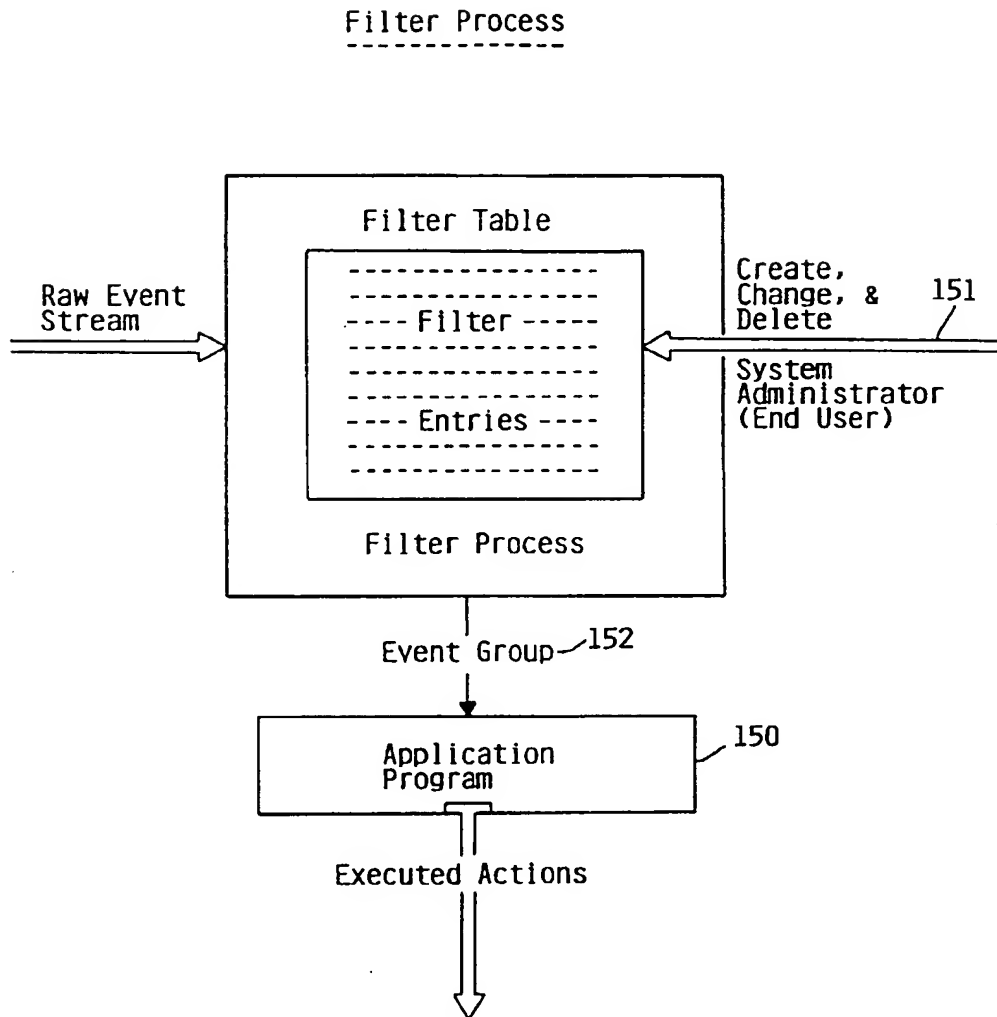 Filter Process
Filter Table
Raw Event
Stream
Filter
Entries
Create,
Change, &
Delete
151
System
Administrator
(End User)
Filter Process
Event Group
152
Application
Program
150
Executed Actions